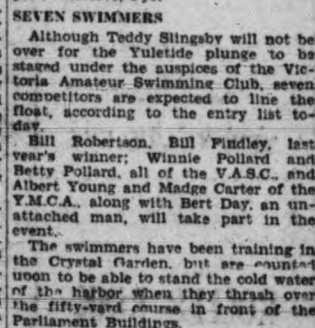 SEVEN SWIMMERS
Although Teddy Slingsby will not be
over for the Yuletide plunge to be
staged under the auspices of the Vic-
toria Amateur Swimming Club, seven
competitors are expected to line the
float, according to the entry list to-
day.
Bill Robertson, Bill Findley, last
year's winner; Winnie Pollard and
Betty Pollard, all of the V.A.S.C., and
Albert Young and Madge Carter of the
Y.M.C.A., along with Bert Day, an un-
attached man, will take part in the
event.
The swimmers have been training in
the Crystal Garden, but are counted
upon to be able to stand the cold water
of the harbor when they thrash over
the fifty-yard course in front of the
Parliament Buildings.